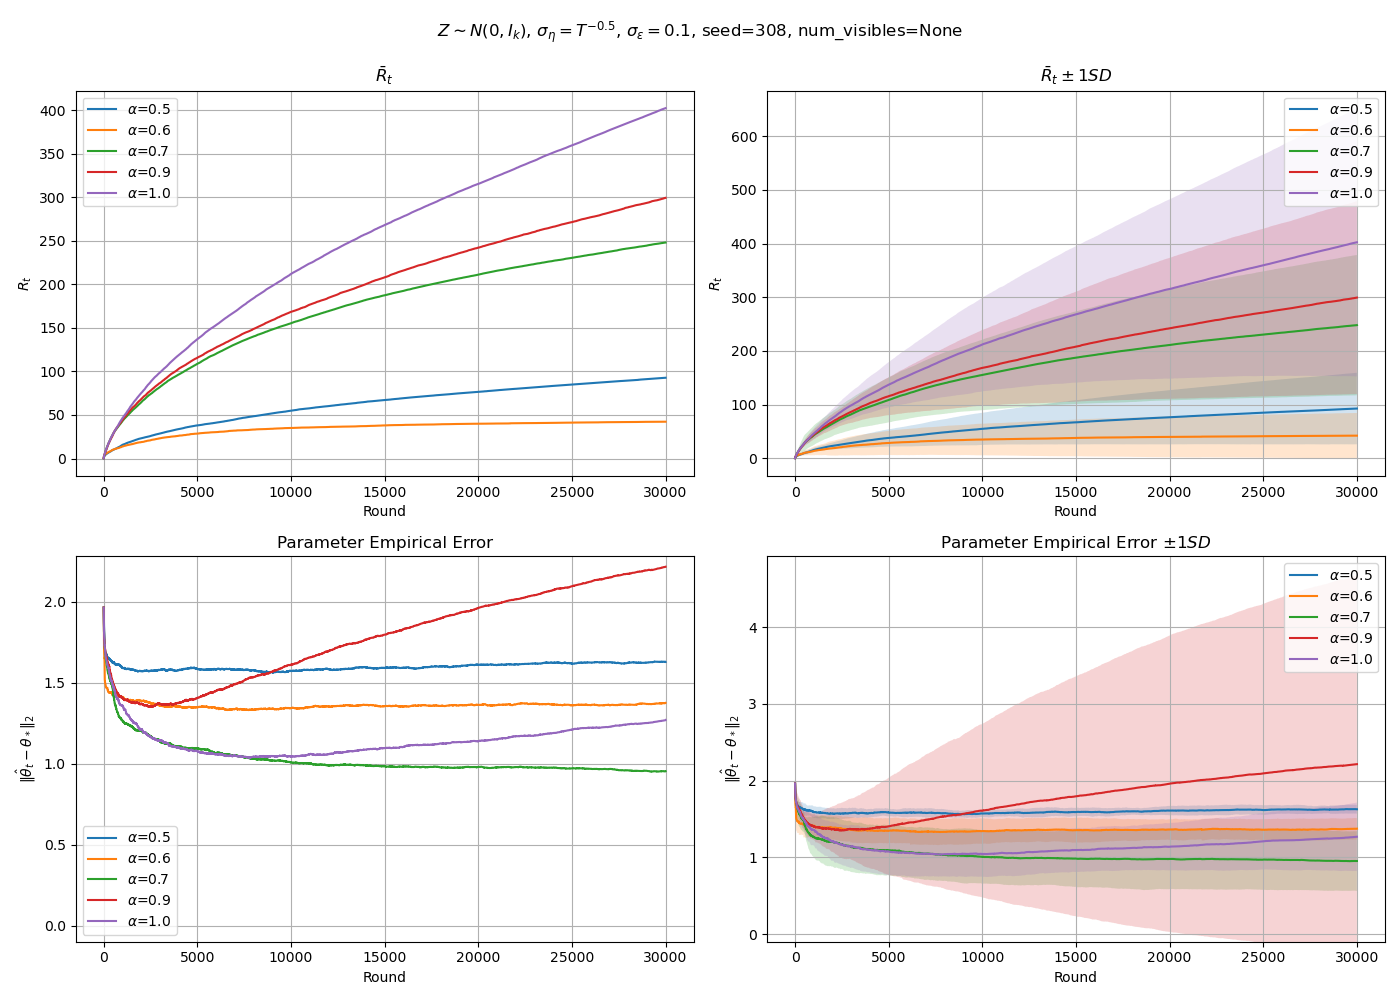 Z ~ N(0, I_k), σ_η = T^{-0.5}, σ_ε = 0.1, seed=308, num_visibles=None
R̄_t
R_t
400
350
300
250
200
150
100
50
0
α=0.5
α=0.6
α=0.7
α=0.9
α=1.0
0 5000 10000 15000 20000 25000 30000
Round
R̄_t ± 1SD
R_t
600
500
400
300
200
100
0
α=0.5
α=0.6
α=0.7
α=0.9
α=1.0
0 5000 10000 15000 20000 25000 30000
Round
Parameter Empirical Error
‖θ̂_t − θ_*‖_2
2.0
1.5
1.0
0.5
0.0
α=0.5
α=0.6
α=0.7
α=0.9
α=1.0
0 5000 10000 15000 20000 25000 30000
Round
Parameter Empirical Error ±1SD
‖θ̂_t − θ_*‖_2
4
3
2
1
0
α=0.5
α=0.6
α=0.7
α=0.9
α=1.0
0 5000 10000 15000 20000 25000 30000
Round